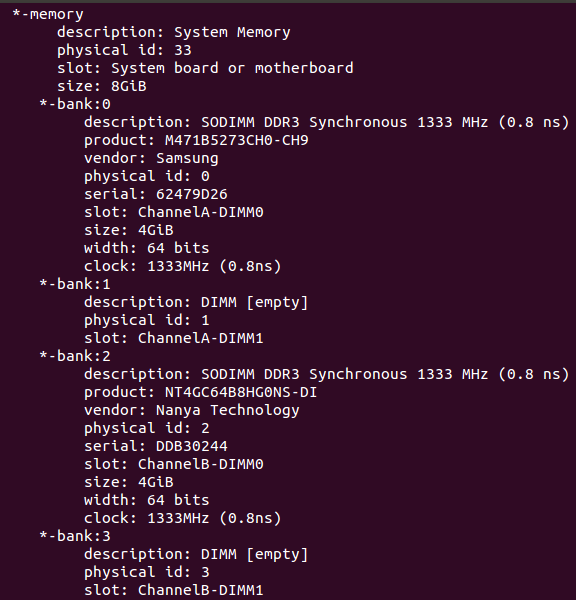 *-memory
description: System Memory
physical id: 33
slot: System board or motherboard
size: 8GiB
*-bank:0
description: SODIMM DDR3 Synchronous 1333 MHz (0.8 ns)
product: M471B5273CH0-CH9
vendor: Samsung
physical id: 0
serial: 62479D26
slot: ChannelA-DIMM0
size: 4GiB
width: 64 bits
clock: 1333MHz (0.8ns)
*-bank:1
description: DIMM [empty]
physical id: 1
slot: ChannelA-DIMM1
*-bank:2
description: SODIMM DDR3 Synchronous 1333 MHz (0.8 ns)
product: NT4GC64B8HG0NS-DI
vendor: Nanya Technology
physical id: 2
serial: DDB30244
slot: ChannelB-DIMM0
size: 4GiB
width: 64 bits
clock: 1333MHz (0.8ns)
*-bank:3
description: DIMM [empty]
physical id: 3
slot: ChannelB-DIMM1